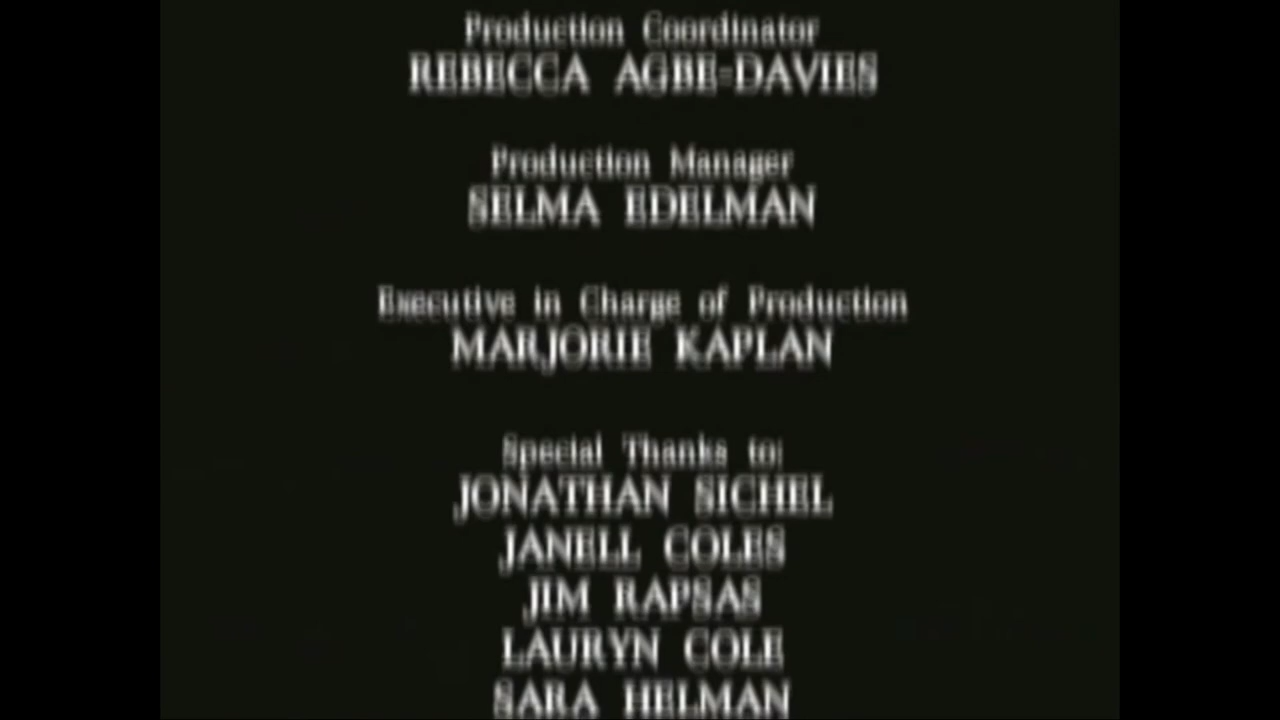 Production Coordinator
REBECCA AGBE-DAVIES
Production Manager
SELMA EDELMAN
Executive in Charge of Production
MARJORIE KAPLAN
Special Thanks to:
JONATHAN SICHEL
JANELL COLES
JIM RAPSAS
LAURYN COLE
SARA HELMAN